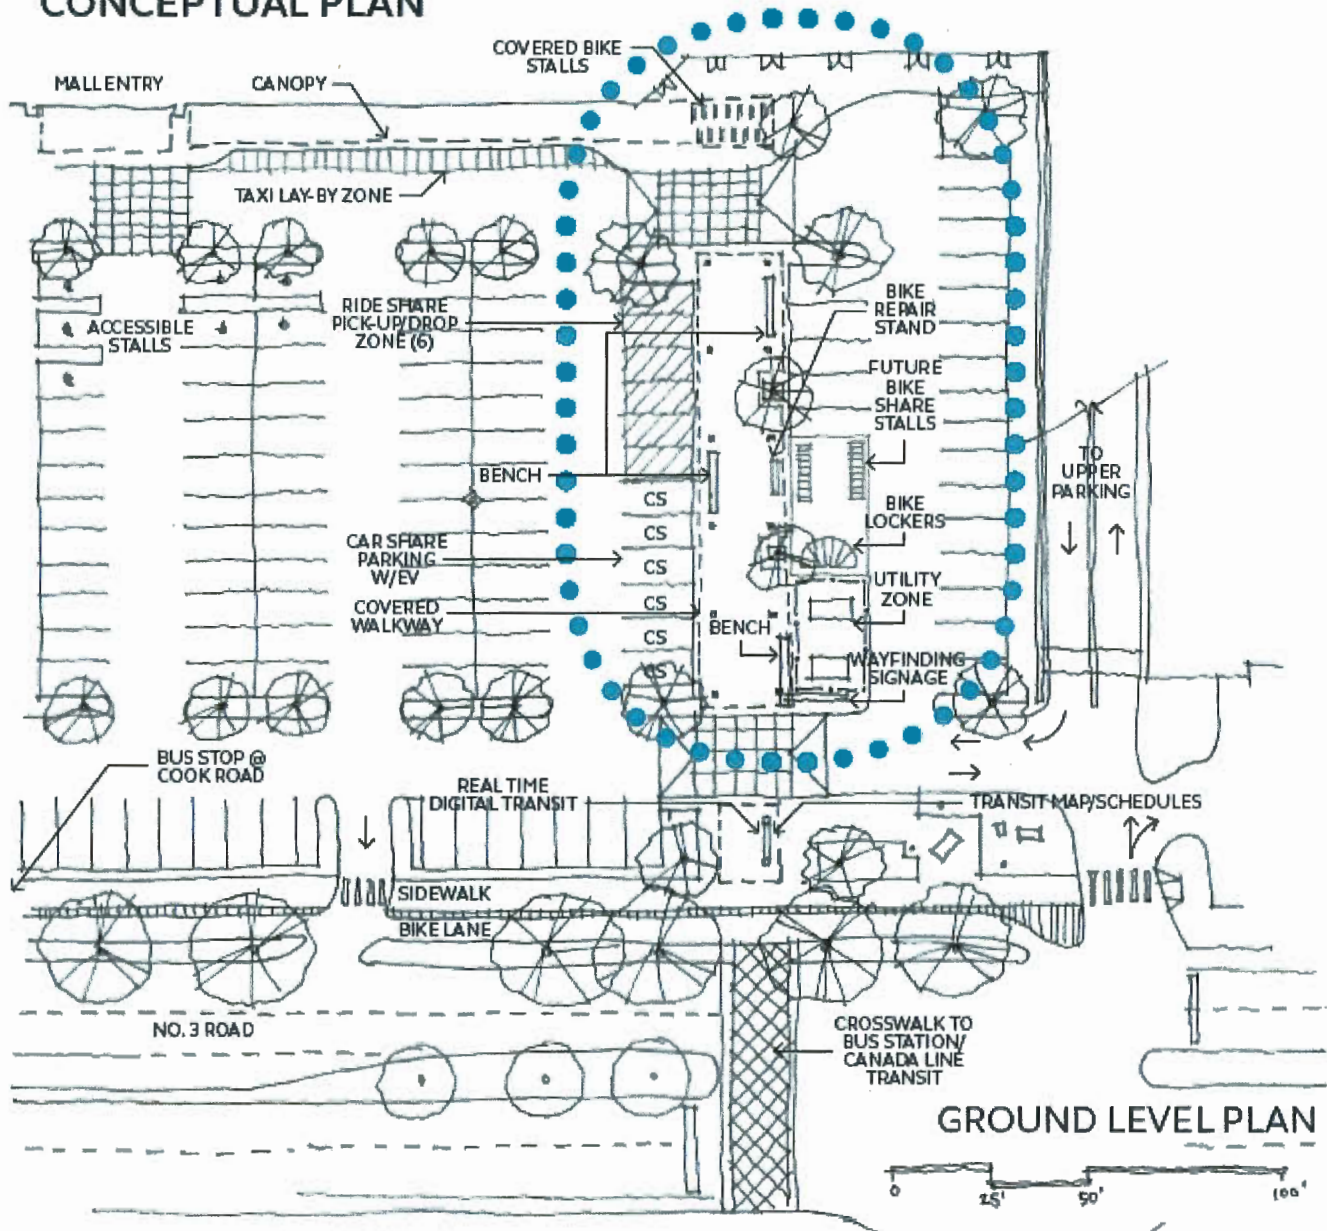 CONCEPTUAL PLAN
COVERED BIKE
STALLS
MALL ENTRY
CANOPY
TAXI LAY-BY ZONE
RIDE SHARE
PICK-UP/DROP
ZONE (6)
ACCESSIBLE
STALLS
BIKE
REPAIR
STAND
FUTURE
BIKE
SHARE
STALLS
BENCH
TO
UPPER
PARKING
CS
CS
CS
CS
CS
CS
BIKE
LOCKERS
CAR SHARE
PARKING
W/EV
COVERED
WALKWAY
UTILITY
ZONE
BENCH
WAYFINDING
SIGNAGE
BUS STOP @
COOK ROAD
REAL TIME
DIGITAL TRANSIT
TRANSIT MAP/SCHEDULES
SIDEWALK
BIKE LANE
NO. 3 ROAD
CROSSWALK TO
BUS STATION/
CANADA LINE
TRANSIT
GROUND LEVEL PLAN
0 25' 50' 100'